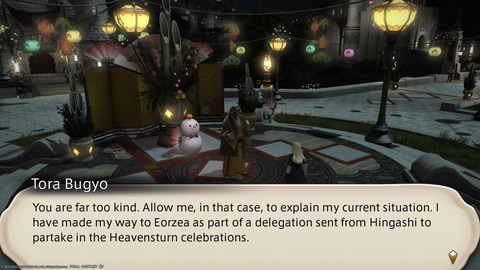 Tora Bugyo
You are far too kind. Allow me, in that case, to explain my current situation. I
have made my way to Eorzea as part of a delegation sent from Hingashi to
partake in the Heavensturn celebrations.